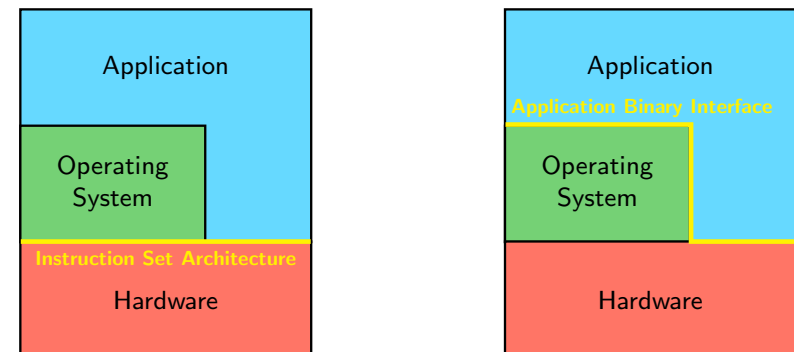 Application
Operating
System
Instruction Set Architecture
Hardware
Application
Application Binary Interface
Operating
System
Hardware